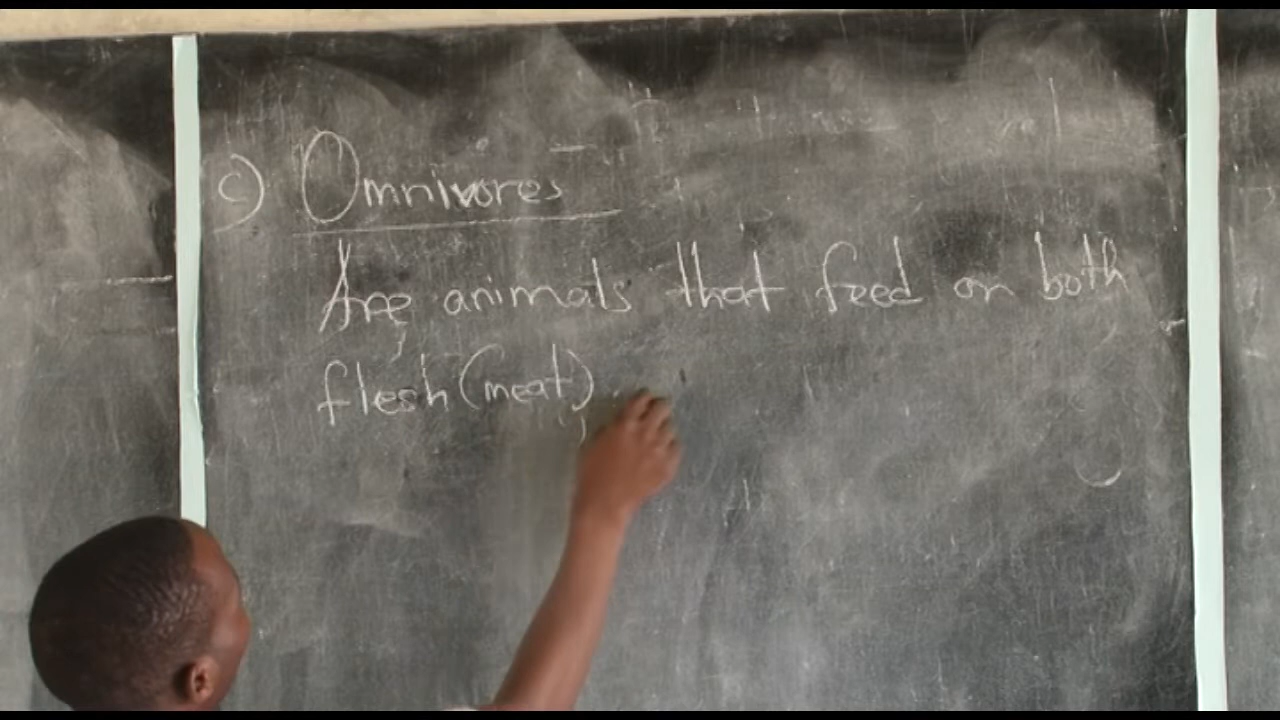 c) Omnivores
Are animals that feed on both
flesh (meat)